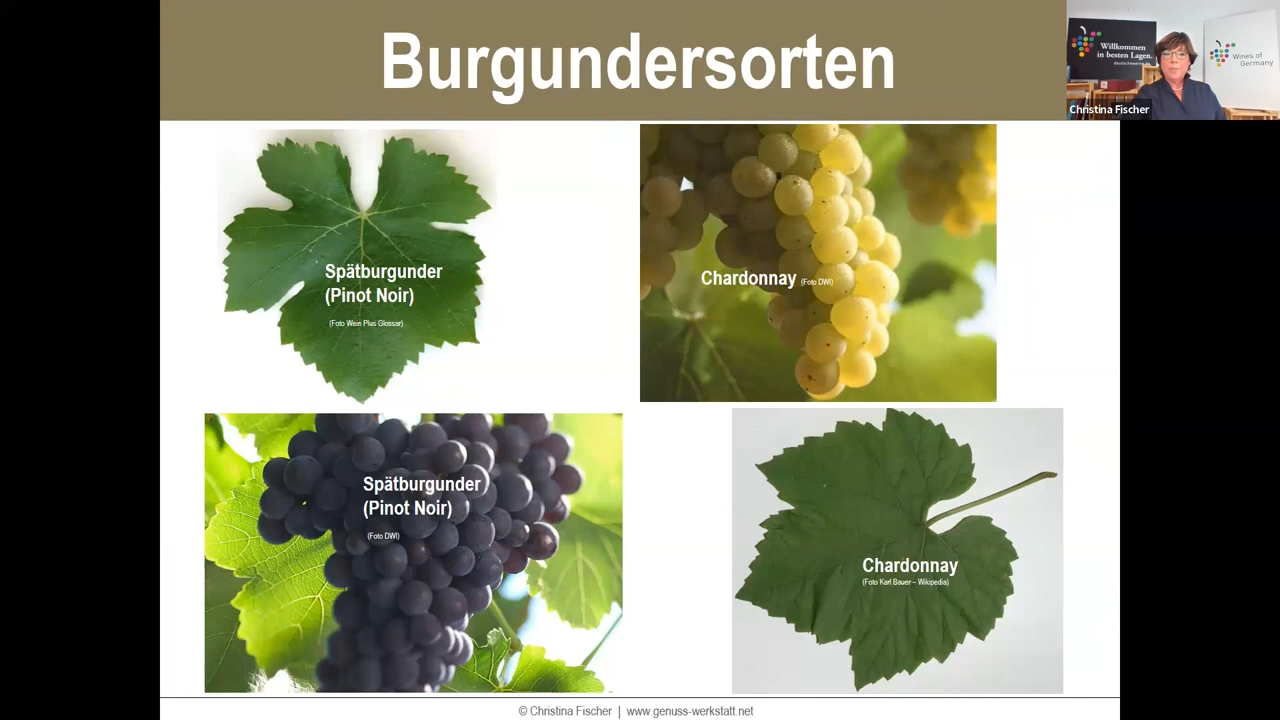 Burgundersorten
Willkommen
in besten Lagen.
Wines of
Germany
Christina Fischer
Spätburgunder
(Pinot Noir)
(Foto Wein Plus Glossar)
Chardonnay (Foto DWI)
Spätburgunder
(Pinot Noir)
(Foto DWI)
Chardonnay
(Foto Karl Bauer – Wikipedia)
© Christina Fischer | www.genuss-werkstatt.net